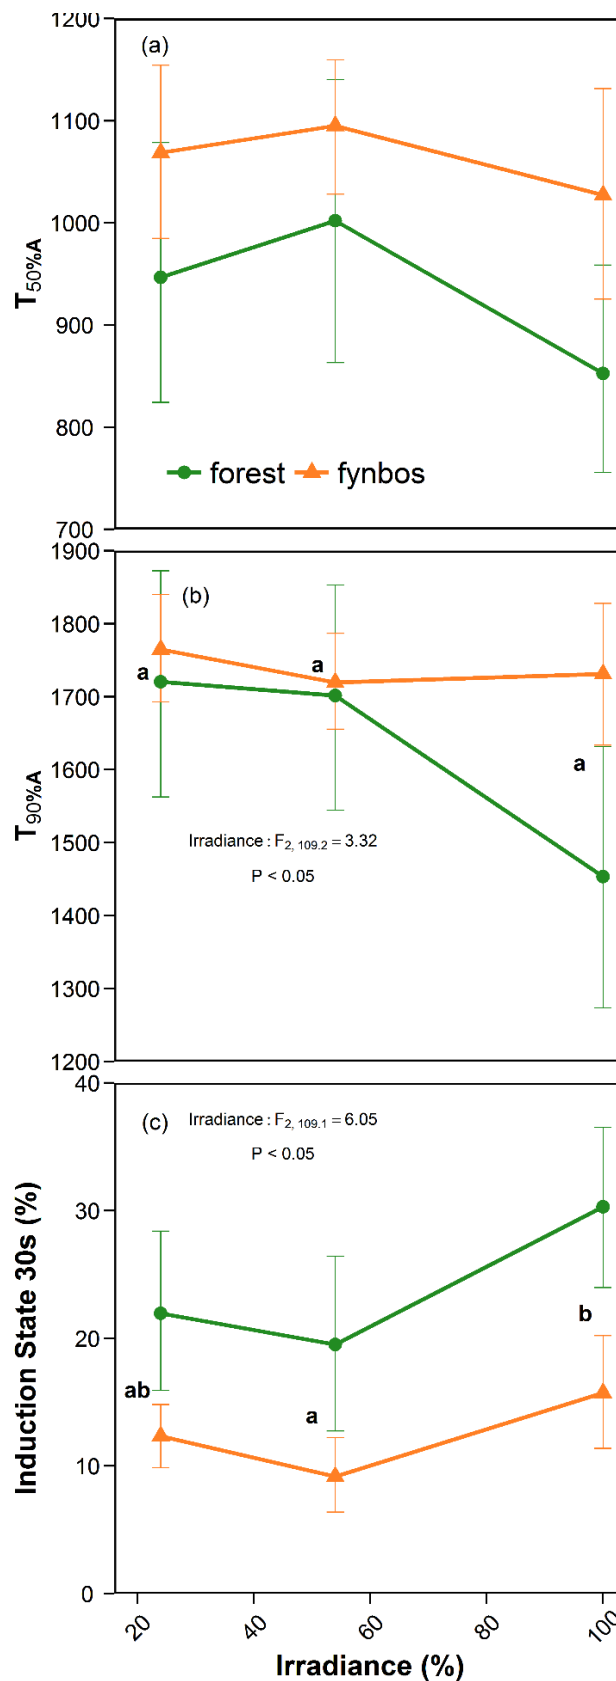 1200
(a)
1100
1000
900
800
700
T50%A
forest fynbos
1900
(b)
1800
1700
1600
1500
1400
1300
1200
T90%A
a
a
a
Irradiance : F2, 109.2 = 3.32
P < 0.05
40
(c)
Irradiance : F2, 109.1 = 6.05
P < 0.05
30
20
10
0
Induction State 30s (%)
ab
a
b
20 40 60 80 100
Irradiance (%)